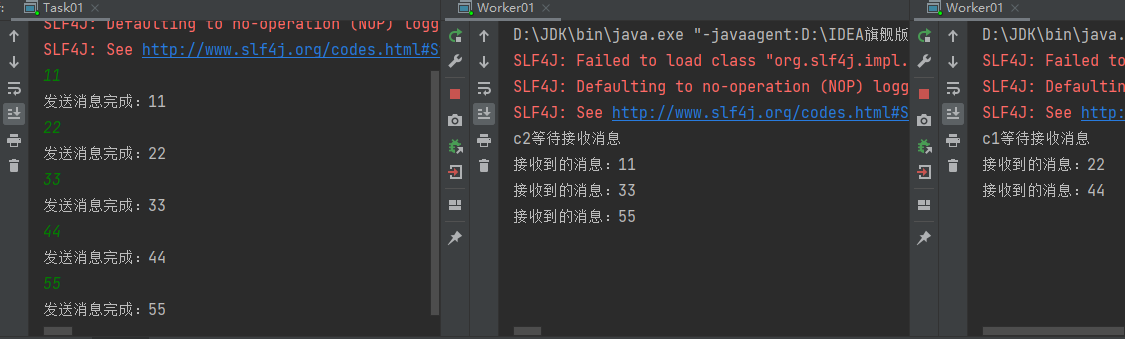 Task01
SLF4J: Defaulting to no-operation (NOP) logg
SLF4J: See http://www.slf4j.org/codes.html#S
11
发送消息完成：11
22
发送消息完成：22
33
发送消息完成：33
44
发送消息完成：44
55
发送消息完成：55
Worker01
D:\JDK\bin\java.exe "-javaagent:D:\IDEA旗舰版
SLF4J: Failed to load class "org.slf4j.impl.
SLF4J: Defaulting to no-operation (NOP) logg
SLF4J: See http://www.slf4j.org/codes.html#S
c2等待接收消息
接收到的消息：11
接收到的消息：33
接收到的消息：55
Worker01
D:\JDK\bin\java.
SLF4J: Failed to
SLF4J: Defaulting
SLF4J: See http:
c1等待接收消息
接收到的消息：22
接收到的消息：44